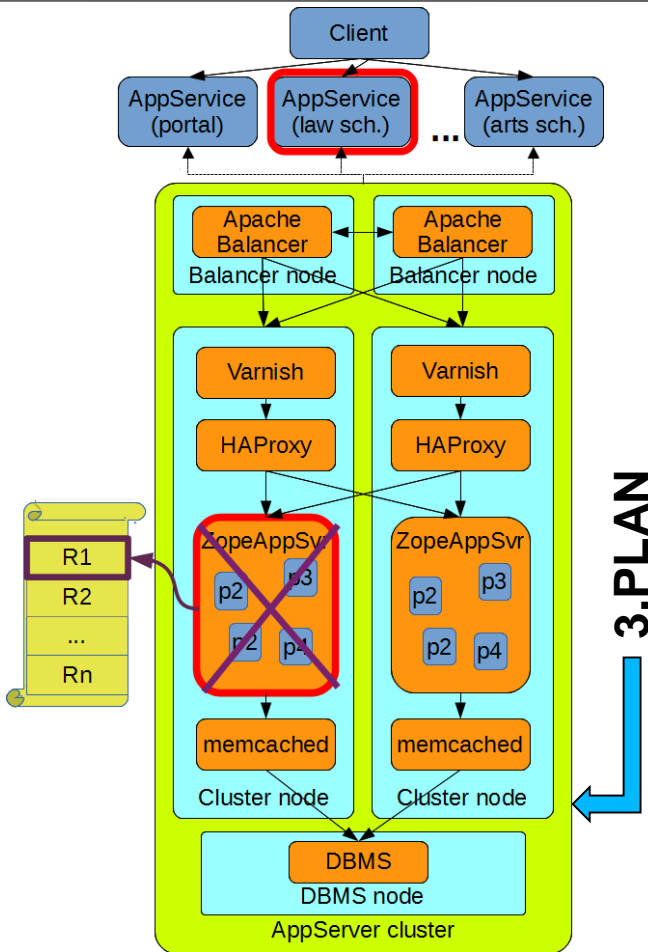 Client
AppService
(portal)
AppService
(law sch.)
...
AppService
(arts sch.)
Apache
Balancer
Balancer node
Apache
Balancer
Balancer node
Varnish
Varnish
HAProxy
HAProxy
ZopeAppSvr
p2
p3
p2
p4
ZopeAppSvr
p2
p3
p2
p4
R1
R2
...
Rn
3.PLAN
memcached
Cluster node
memcached
Cluster node
DBMS
DBMS node
AppServer cluster